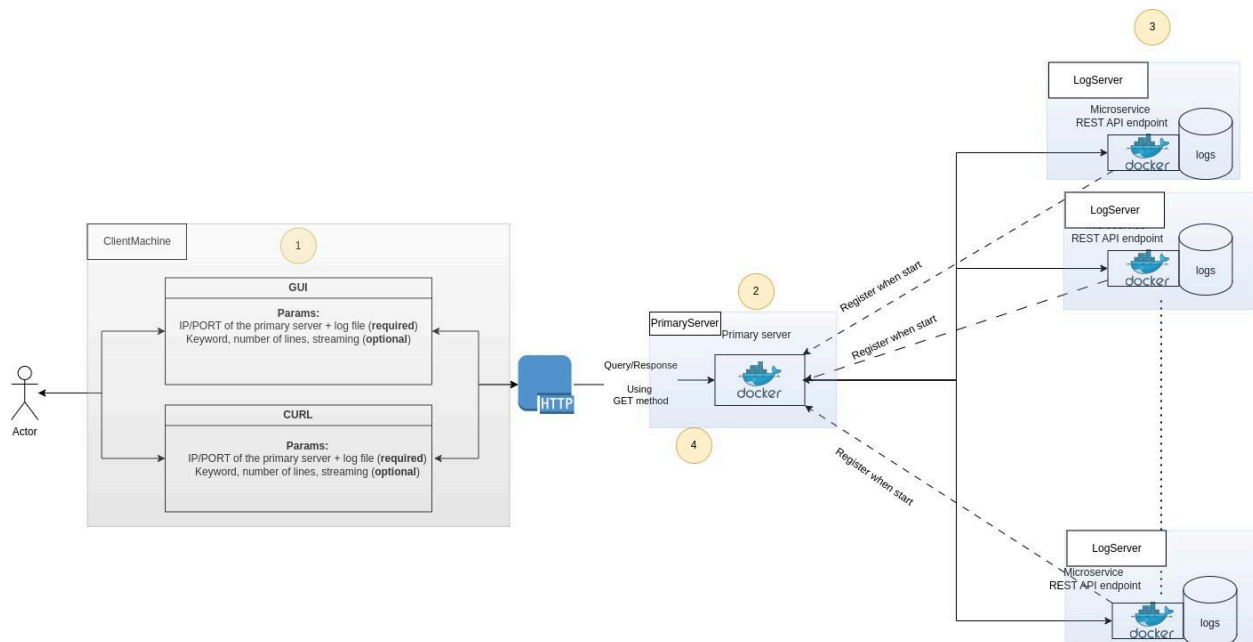 3
LogServer
Microservice
REST API endpoint
docker
logs
LogServer
REST API endpoint
docker
logs
ClientMachine
1
GUI
Params:
IP/PORT of the primary server + log file (required)
Keyword, number of lines, streaming (optional)
CURL
Params:
IP/PORT of the primary server + log file (required)
Keyword, number of lines, streaming (optional)
Actor
HTTP
Query/Response
Using
GET method
2
PrimaryServer
Primary server
docker
4
Register when start
Register when start
Register when start
LogServer
Microservice
REST API endpoint
docker
logs